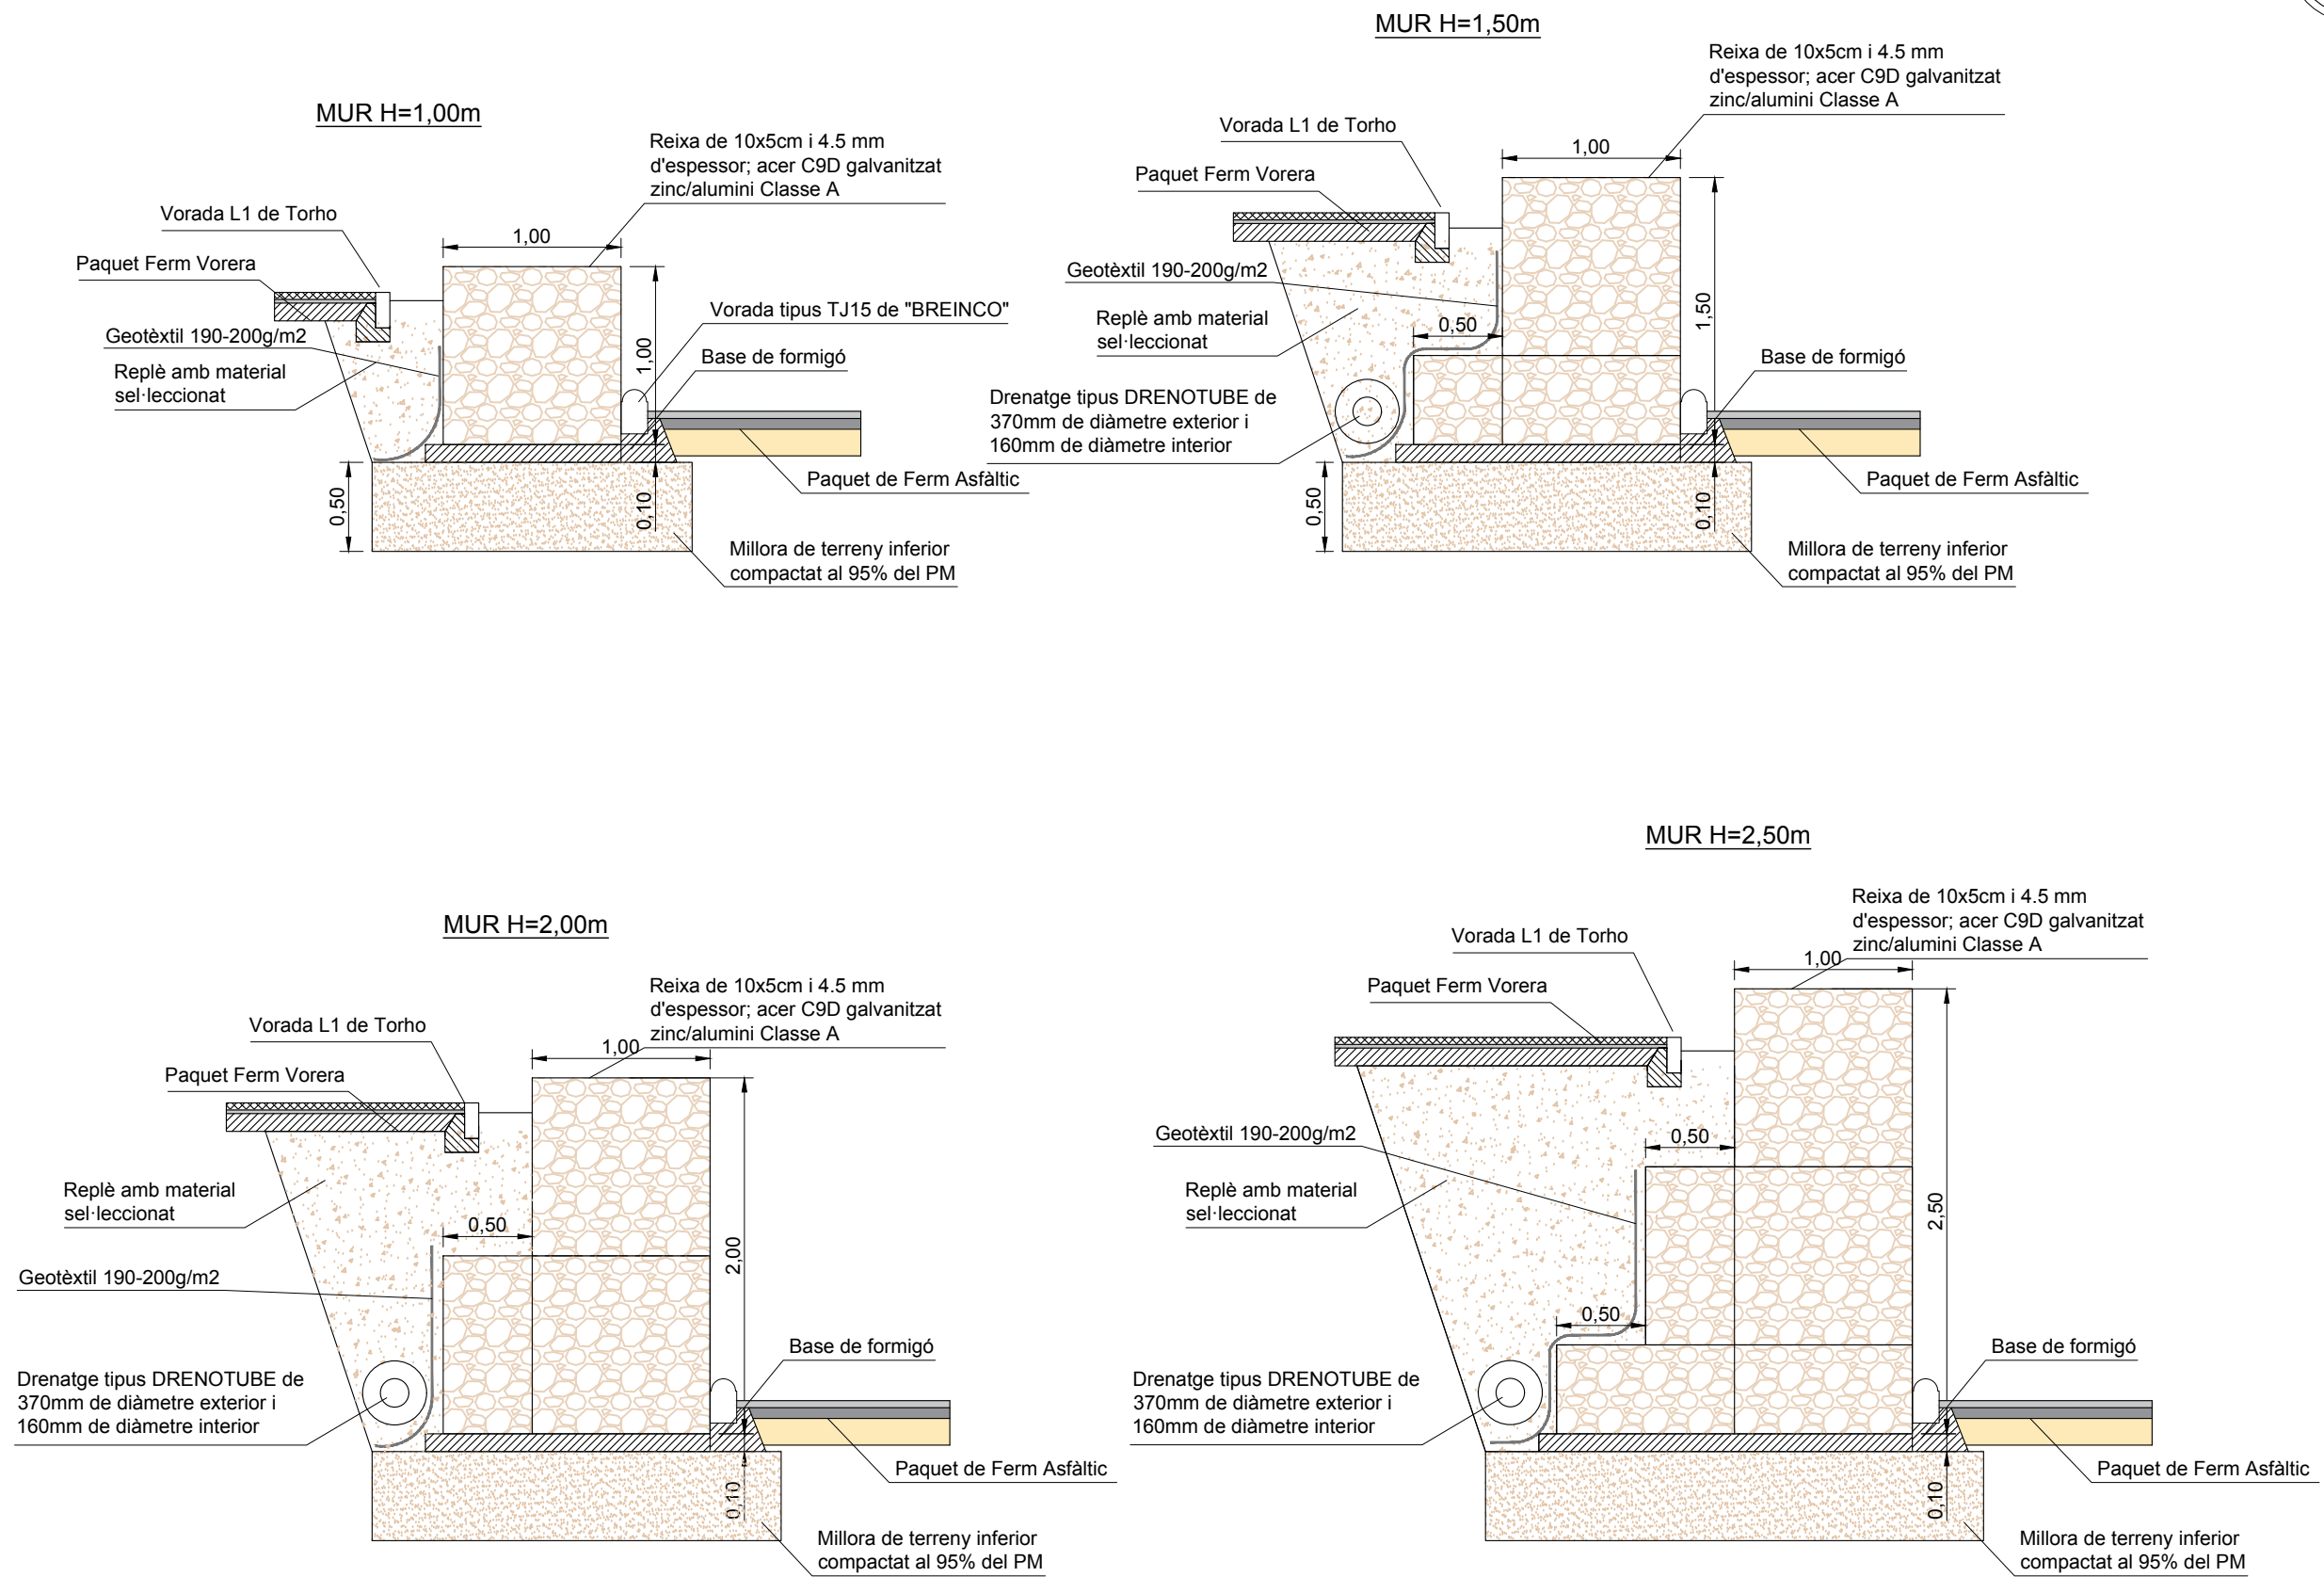 MUR H=1,00m
Reixa de 10x5cm i 4.5 mm
d'espessor; acer C9D galvanitzat
zinc/alumini Classe A
Vorada L1 de Torho
1,00
Paquet Ferm Vorera
Vorada tipus TJ15 de "BREINCO"
Geotèxtil 190-200g/m2
1,00
Base de formigó
Replè amb material
sel·leccionat
Paquet de Ferm Asfàltic
0,50
0,10
Millora de terreny inferior
compactat al 95% del PM
MUR H=1,50m
Reixa de 10x5cm i 4.5 mm
d'espessor; acer C9D galvanitzat
zinc/alumini Classe A
Vorada L1 de Torho
1,00
Paquet Ferm Vorera
Geotèxtil 190-200g/m2
1,50
Replè amb material
sel·leccionat
0,50
Base de formigó
Drenatge tipus DRENOTUBE de
370mm de diàmetre exterior i
160mm de diàmetre interior
Paquet de Ferm Asfàltic
0,50
0,10
Millora de terreny inferior
compactat al 95% del PM
MUR H=2,00m
Reixa de 10x5cm i 4.5 mm
d'espessor; acer C9D galvanitzat
zinc/alumini Classe A
Vorada L1 de Torho
1,00
Paquet Ferm Vorera
Replè amb material
sel·leccionat
0,50
2,00
Geotèxtil 190-200g/m2
Base de formigó
Drenatge tipus DRENOTUBE de
370mm de diàmetre exterior i
160mm de diàmetre interior
Paquet de Ferm Asfàltic
0,10
Millora de terreny inferior
compactat al 95% del PM
MUR H=2,50m
Reixa de 10x5cm i 4.5 mm
d'espessor; acer C9D galvanitzat
zinc/alumini Classe A
Vorada L1 de Torho
1,00
Paquet Ferm Vorera
Geotèxtil 190-200g/m2
0,50
Replè amb material
sel·leccionat
2,50
0,50
Base de formigó
Drenatge tipus DRENOTUBE de
370mm de diàmetre exterior i
160mm de diàmetre interior
Paquet de Ferm Asfàltic
0,10
Millora de terreny inferior
compactat al 95% del PM